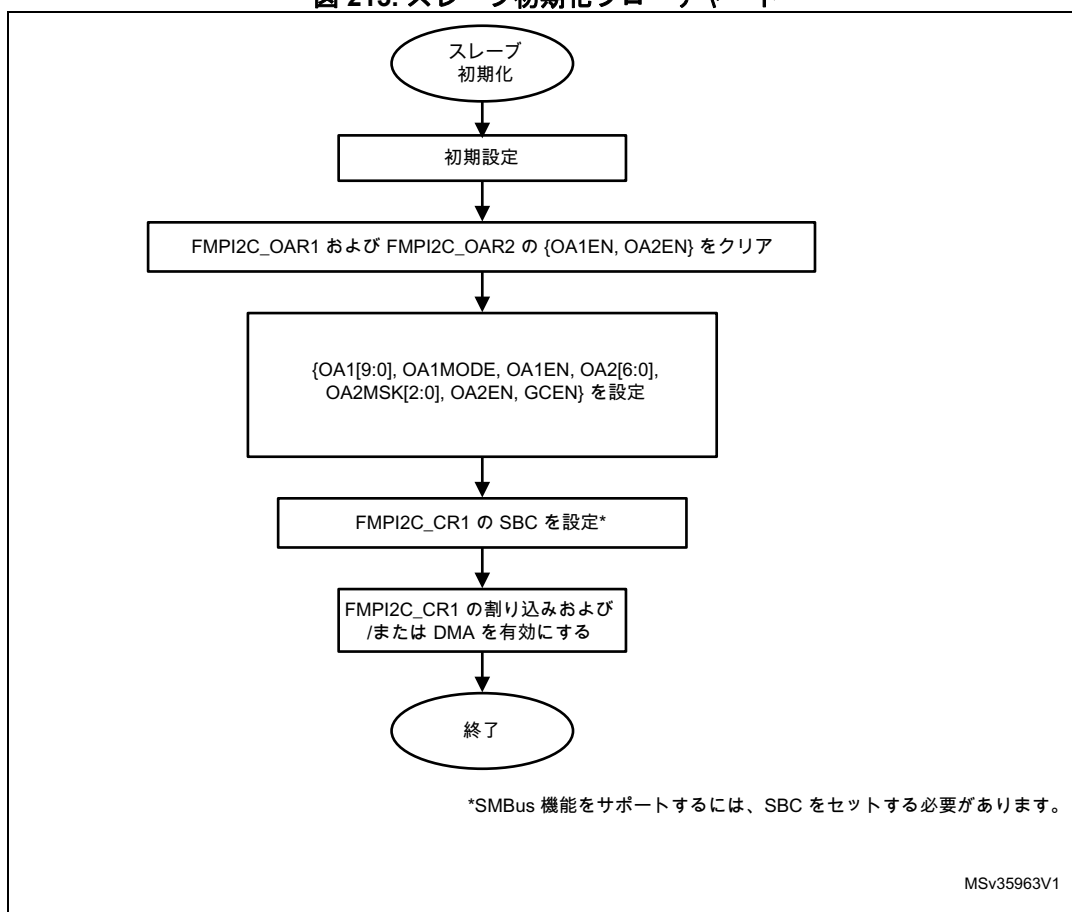 スレーブ
初期化
初期設定
FMPI2C_OAR1 および FMPI2C_OAR2 の {OA1EN, OA2EN} をクリア
{OA1[9:0], OA1MODE, OA1EN, OA2[6:0],
OA2MSK[2:0], OA2EN, GCEN} を設定
FMPI2C_CR1 の SBC を設定*
FMPI2C_CR1 の割り込みおよび
/または DMA を有効にする
終了
*SMBus 機能をサポートするには、SBC をセットする必要があります。
MSv35963V1